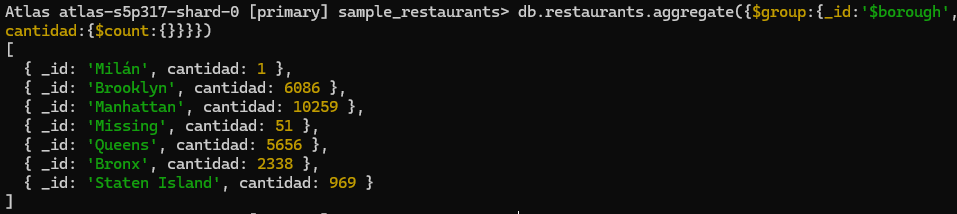 Atlas atlas-s5p317-shard-0 [primary] sample_restaurants> db.restaurants.aggregate({$group:{_id:'$borough',
cantidad:{$count:{}}}})
[
  { _id: 'Milán', cantidad: 1 },
  { _id: 'Brooklyn', cantidad: 6086 },
  { _id: 'Manhattan', cantidad: 10259 },
  { _id: 'Missing', cantidad: 51 },
  { _id: 'Queens', cantidad: 5656 },
  { _id: 'Bronx', cantidad: 2338 },
  { _id: 'Staten Island', cantidad: 969 }
]